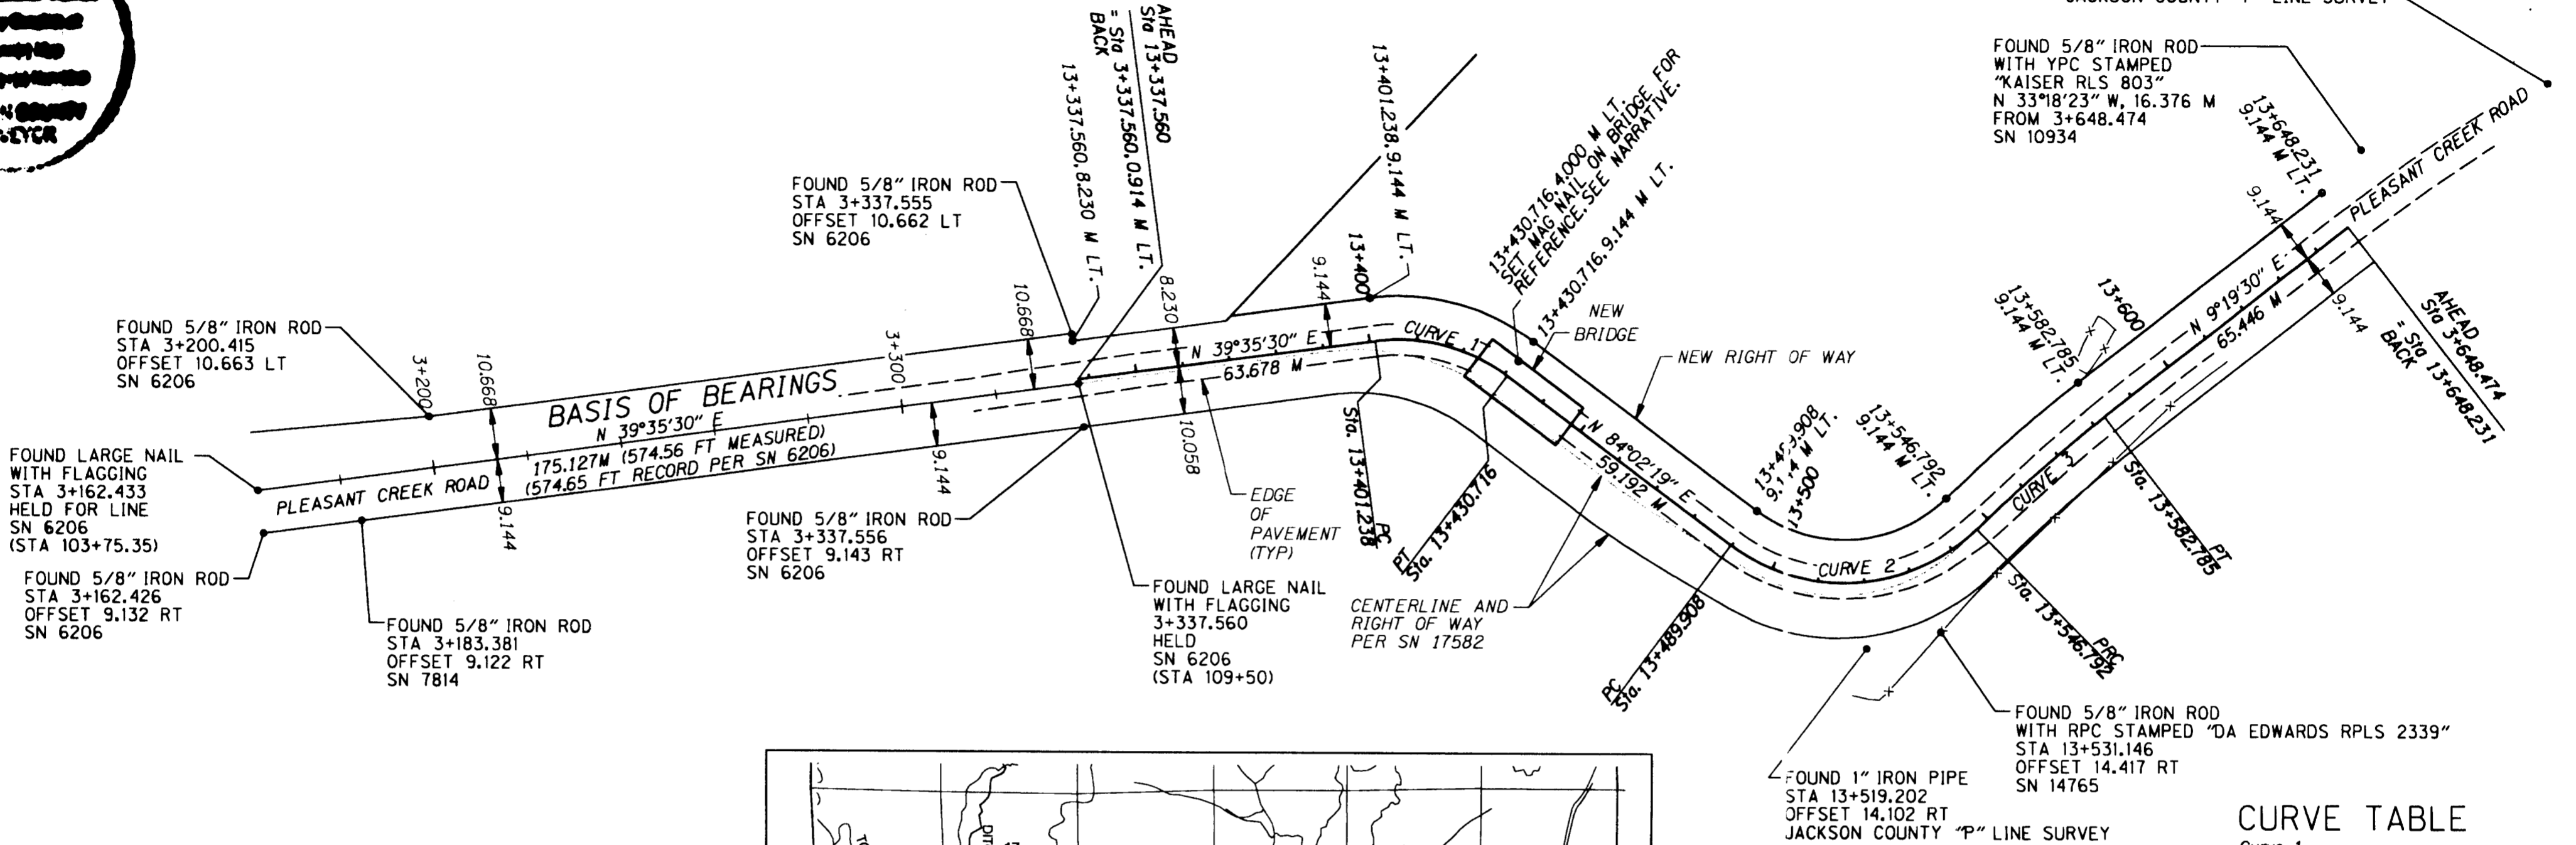 FOUND 5/8" IRON ROD
WITH YPC STAMPED
"KAISER RLS 803"
N 33°18'23" W, 16.376 M
FROM 3+648.474
SN 10934
AHEAD
Sta 13+337.560
= Sta 3+337.560, 0.914 M LT.
BACK
13+337.560, 8.230 M LT.
13+401.238, 9.144 M LT.
13+430.716, 4.000 M LT.
SET MAG NAIL ON BRIDGE FOR
REFERENCE. SEE NARRATIVE.
13+430.716, 9.144 M LT.
FOUND 5/8" IRON ROD
STA 3+337.555
OFFSET 10.662 LT
SN 6206
FOUND 5/8" IRON ROD
STA 3+200.415
OFFSET 10.663 LT
SN 6206
3+200
10.668
BASIS OF BEARINGS
N 39°35'30" E
175.127M (574.56 FT MEASURED)
(574.65 FT RECORD PER SN 6206)
PLEASANT CREEK ROAD
9.144
3+300
10.668
9.144
8.230
N 39°35'30" E
63.678 M
10.058
9.144
13+400
CURVE 1
NEW
BRIDGE
NEW RIGHT OF WAY
FOUND LARGE NAIL
WITH FLAGGING
STA 3+162.433
HELD FOR LINE
SN 6206
(STA 103+75.35)
FOUND 5/8" IRON ROD
STA 3+162.426
OFFSET 9.132 RT
SN 6206
FOUND 5/8" IRON ROD
STA 3+183.381
OFFSET 9.122 RT
SN 7814
FOUND 5/8" IRON ROD
STA 3+337.556
OFFSET 9.143 RT
SN 6206
EDGE
OF
PAVEMENT
(TYP)
FOUND LARGE NAIL
WITH FLAGGING
3+337.560
HELD
SN 6206
(STA 109+50)
PC
Sta. 13+401.238
PT
Sta. 13+430.716
CENTERLINE AND
RIGHT OF WAY
PER SN 17582
N 84°02'19" E
59.192 M
PC
Sta. 13+489.908
13+500
13+546.792
9.144 M LT.
CURVE 2
CURVE 3
PRC
Sta. 13+546.792
PT
Sta. 13+582.785
13+582.785
9.144 M LT.
13+600
N 9°19'30" E
65.446 M
13+648.231
9.144 M LT.
9.144
9.144
PLEASANT CREEK ROAD
AHEAD
Sta 3+648.474
= Sta 13+648.231
BACK
FOUND 5/8" IRON ROD
WITH RPC STAMPED "DA EDWARDS RPLS 2339"
STA 13+531.146
OFFSET 14.417 RT
SN 14765
FOUND 1" IRON PIPE
STA 13+519.202
OFFSET 14.102 RT
JACKSON COUNTY "P" LINE SURVEY
CURVE TABLE